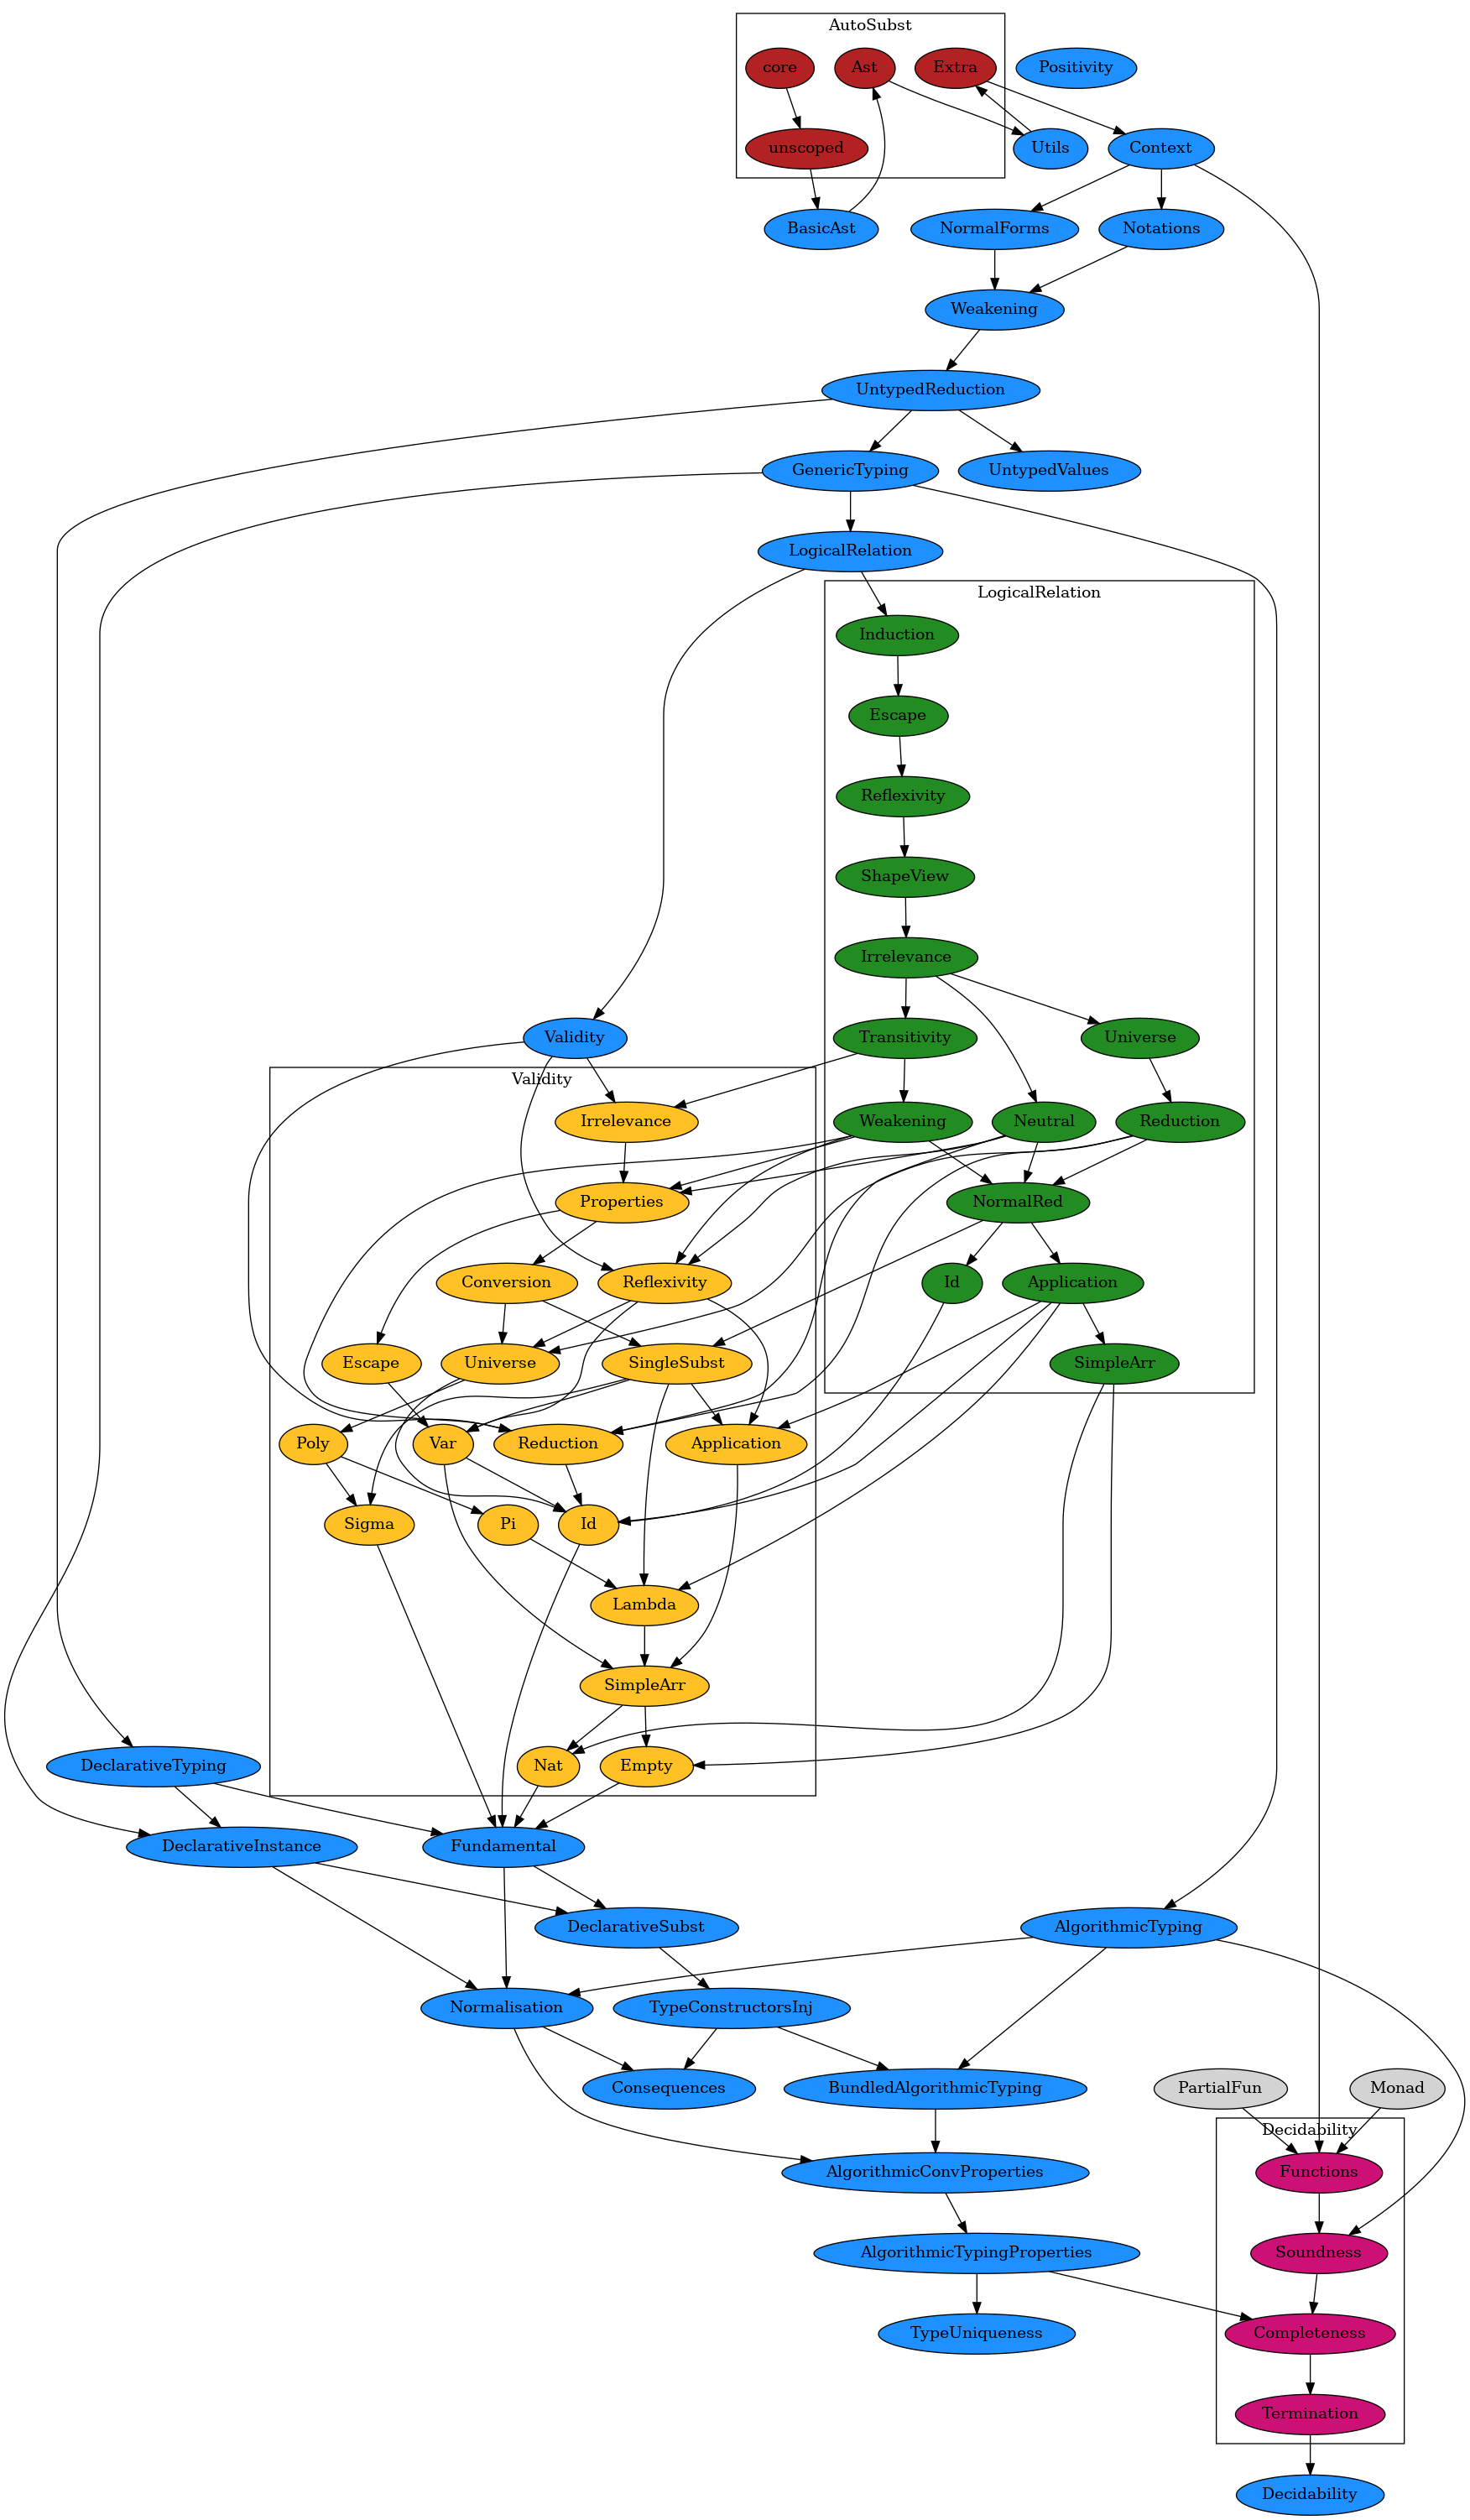 AutoSubst
core
Ast
Extra
Positivity
unscoped
Utils
Context
BasicAst
NormalForms
Notations
Weakening
UntypedReduction
GenericTyping
UntypedValues
LogicalRelation
LogicalRelation
Induction
Escape
Reflexivity
ShapeView
Irrelevance
Validity
Transitivity
Universe
Validity
Irrelevance
Weakening
Neutral
Reduction
Properties
NormalRed
Conversion
Reflexivity
Id
Application
Escape
Universe
SingleSubst
SimpleArr
Poly
Var
Reduction
Application
Sigma
Pi
Id
Lambda
SimpleArr
DeclarativeTyping
Nat
Empty
DeclarativeInstance
Fundamental
DeclarativeSubst
AlgorithmicTyping
Normalisation
TypeConstructorsInj
Consequences
BundledAlgorithmicTyping
PartialFun
Monad
Decidability
AlgorithmicConvProperties
Functions
AlgorithmicTypingProperties
Soundness
TypeUniqueness
Completeness
Termination
Decidability